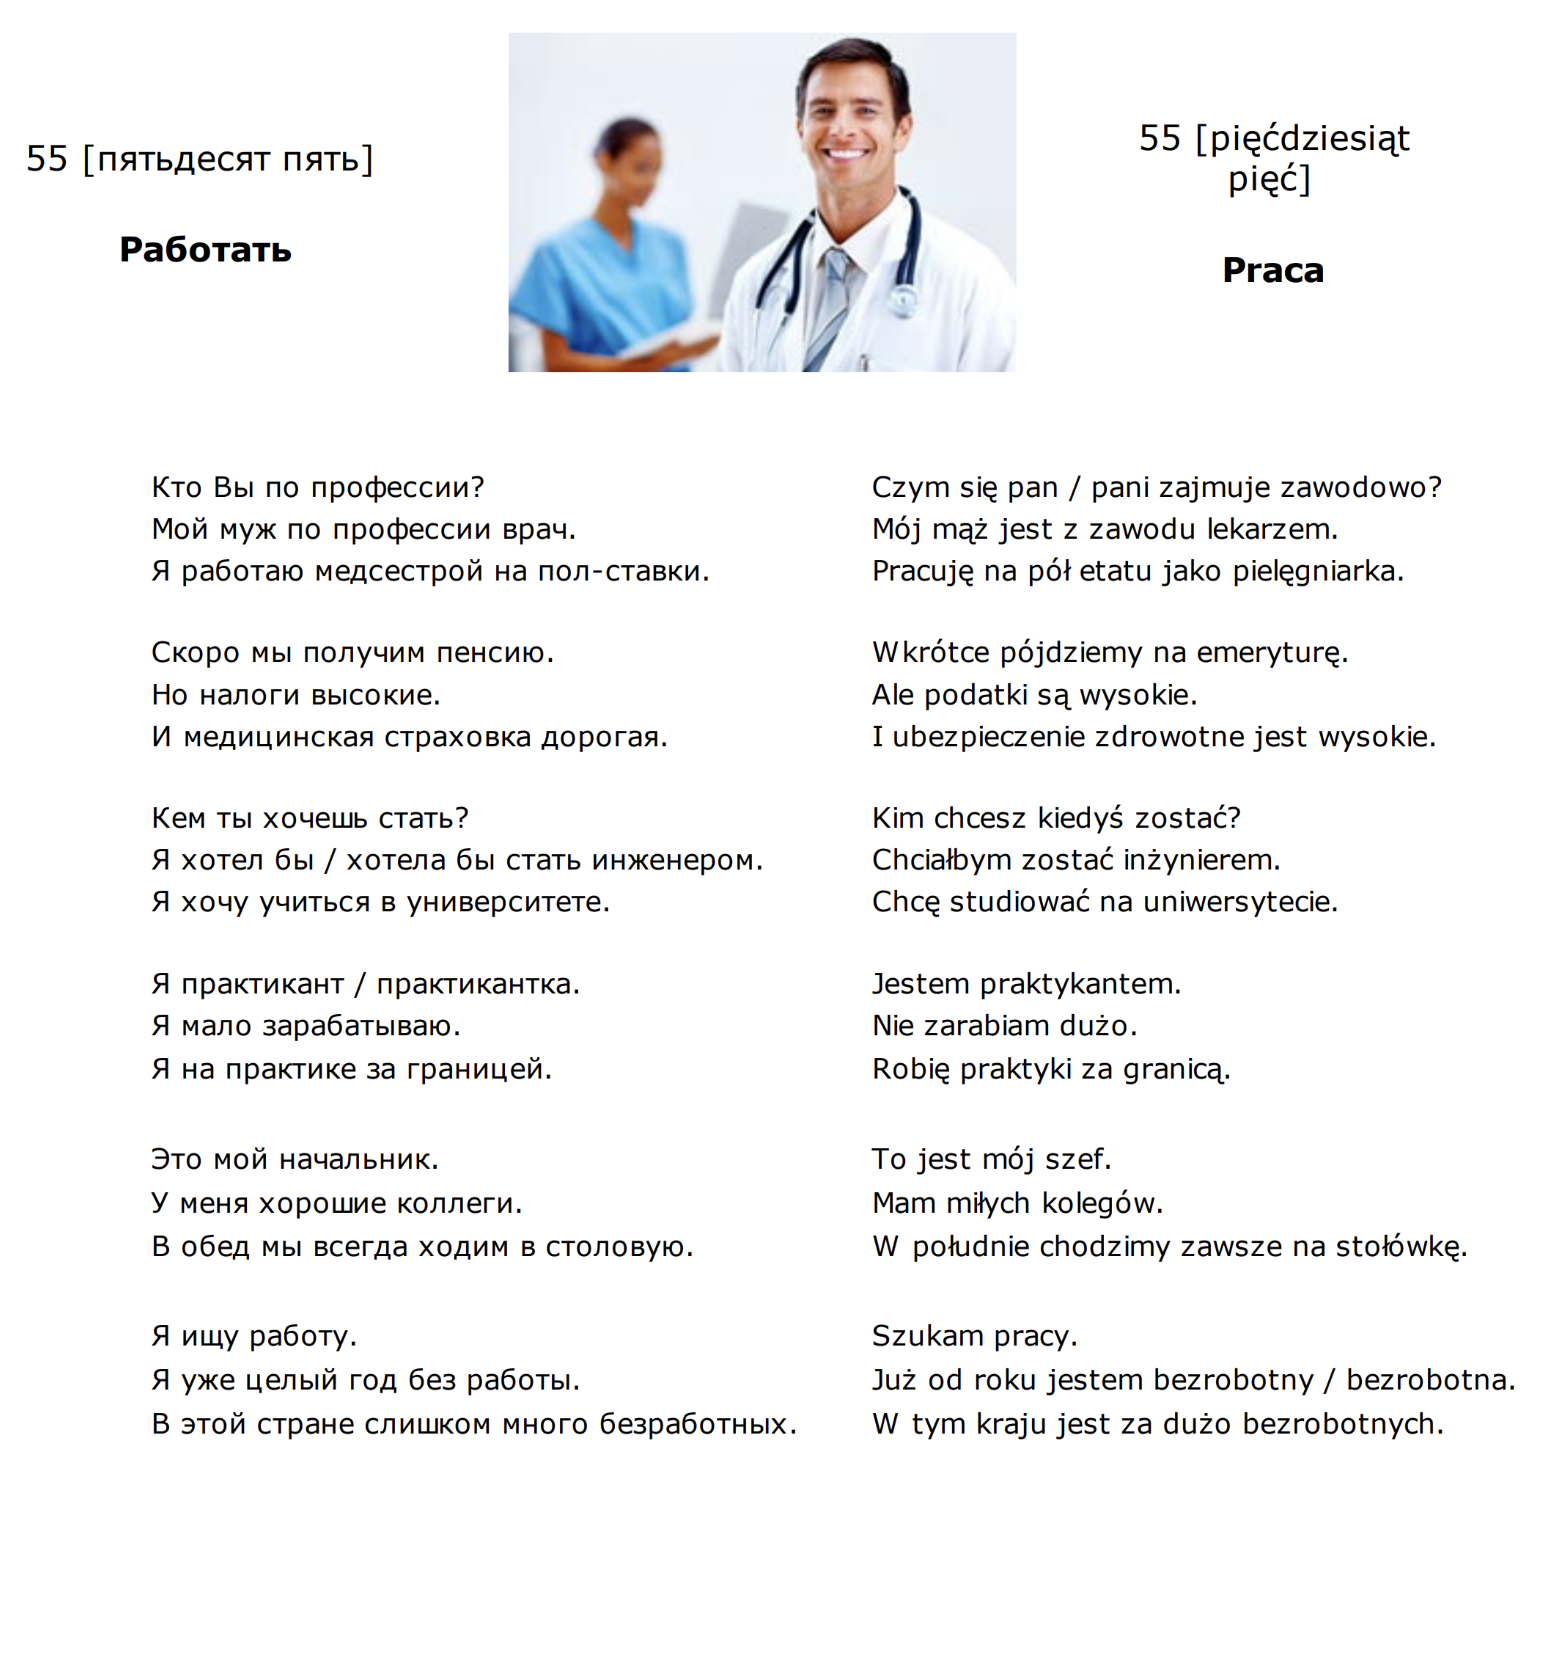 55 [пятьдесят пять]
Работать
55 [pięćdziesiąt
pięć]
Praca
Кто Вы по профессии?
Мой муж по профессии врач.
Я работаю медсестрой на пол-ставки.
Скоро мы получим пенсию.
Но налоги высокие.
И медицинская страховка дорогая.
Кем ты хочешь стать?
Я хотел бы / хотела бы стать инженером.
Я хочу учиться в университете.
Я практикант / практикантка.
Я мало зарабатываю.
Я на практике за границей.
Это мой начальник.
У меня хорошие коллеги.
В обед мы всегда ходим в столовую.
Я ищу работу.
Я уже целый год без работы.
В этой стране слишком много безработных.
Czym się pan / pani zajmuje zawodowo?
Mój mąż jest z zawodu lekarzem.
Pracuję na pół etatu jako pielęgniarka.
Wkrótce pójdziemy na emeryturę.
Ale podatki są wysokie.
I ubezpieczenie zdrowotne jest wysokie.
Kim chcesz kiedyś zostać?
Chciałbym zostać inżynierem.
Chcę studiować na uniwersytecie.
Jestem praktykantem.
Nie zarabiam dużo.
Robię praktyki za granicą.
To jest mój szef.
Mam miłych kolegów.
W południe chodzimy zawsze na stołówkę.
Szukam pracy.
Już od roku jestem bezrobotny / bezrobotna.
W tym kraju jest za dużo bezrobotnych.